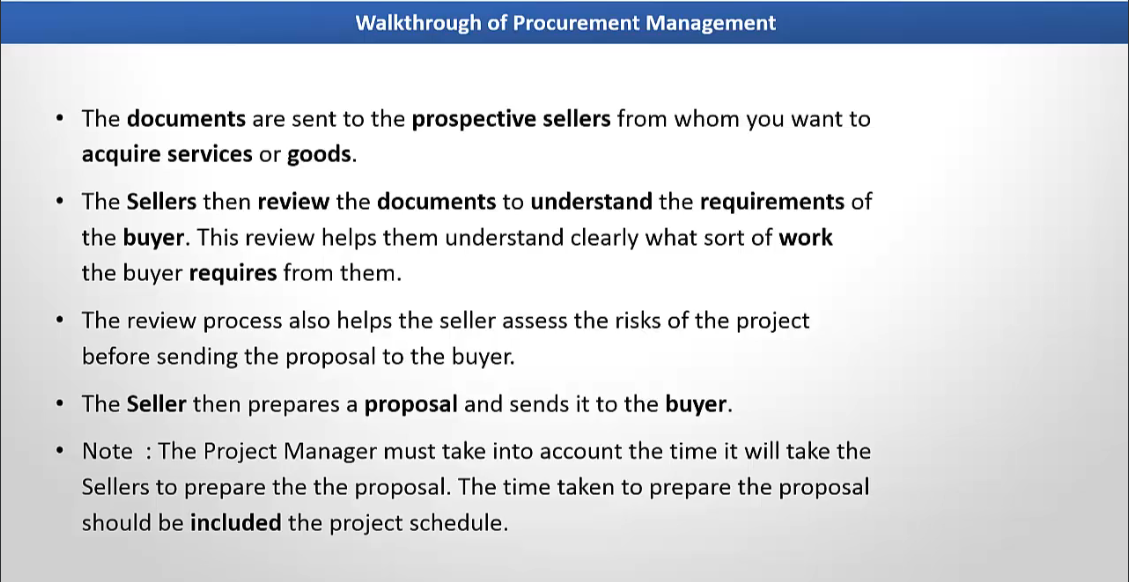 Walkthrough of Procurement Management
• The documents are sent to the prospective sellers from whom you want to
acquire services or goods.
• The Sellers then review the documents to understand the requirements of
the buyer. This review helps them understand clearly what sort of work
the buyer requires from them.
• The review process also helps the seller assess the risks of the project
before sending the proposal to the buyer.
• The Seller then prepares a proposal and sends it to the buyer.
• Note : The Project Manager must take into account the time it will take the
Sellers to prepare the the proposal. The time taken to prepare the proposal
should be included the project schedule.